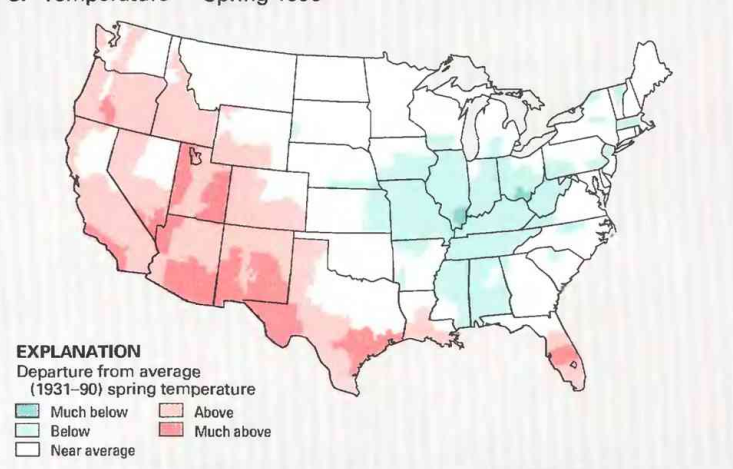 EXPLANATION
Departure from average
(1931–90) spring temperature
Much below
Above
Below
Much above
Near average